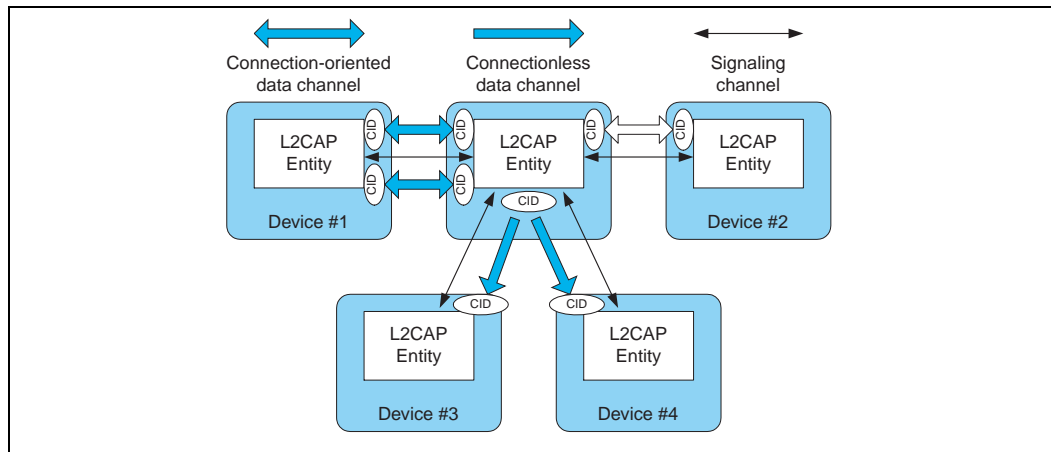 Connection-oriented
data channel
Connectionless
data channel
Signaling
channel
CID
CID
CID
CID
L2CAP
Entity
L2CAP
Entity
L2CAP
Entity
CID
CID
CID
Device #1
Device #2
CID
CID
L2CAP
Entity
L2CAP
Entity
Device #3
Device #4